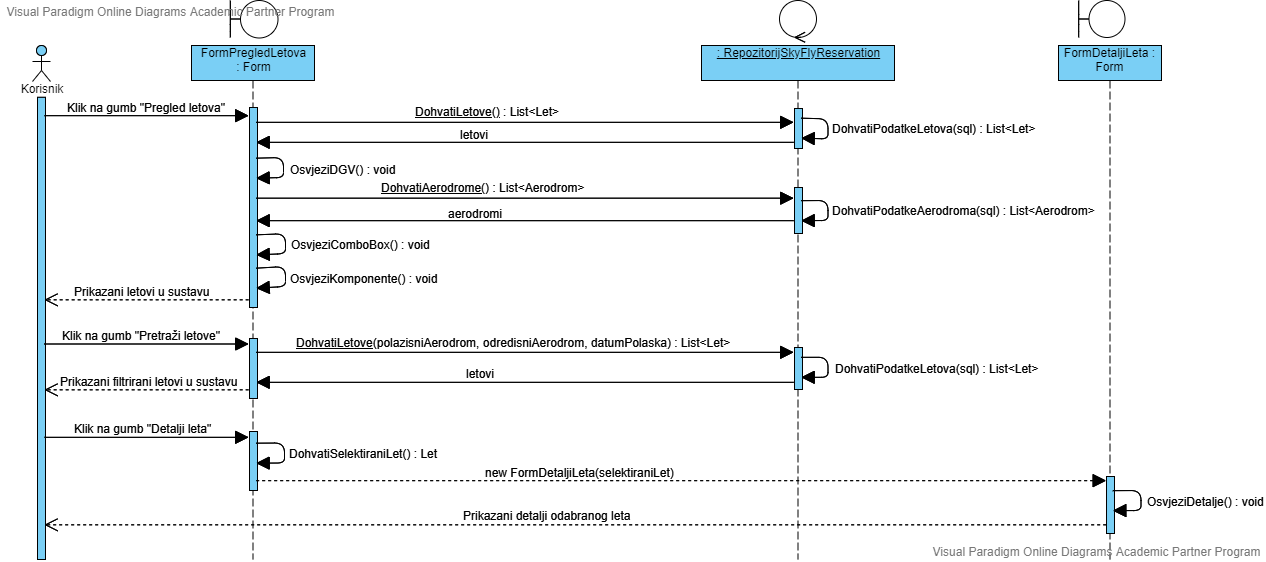 Visual Paradigm Online Diagrams Academic Partner Program
FormPregledLetova
: Form
: RepozitorijSkyFlyReservation
FormDetaljiLeta :
Form
Korisnik
Klik na gumb "Pregled letova"
DohvatiLetove() : List<Let>
DohvatiPodatkeLetova(sql) : List<Let>
letovi
OsvjeziDGV() : void
DohvatiAerodrome() : List<Aerodrom>
DohvatiPodatkeAerodroma(sql) : List<Aerodrom>
aerodromi
OsvjeziComboBox() : void
OsvjeziKomponente() : void
Prikazani letovi u sustavu
Klik na gumb "Pretraži letove"
DohvatiLetove(polazisniAerodrom, odredisniAerodrom, datumPolaska) : List<Let>
DohvatiPodatkeLetova(sql) : List<Let>
letovi
Prikazani filtrirani letovi u sustavu
Klik na gumb "Detalji leta"
DohvatiSelektiraniLet() : Let
new FormDetaljiLeta(selektiraniLet)
OsvjeziDetalje() : void
Prikazani detalji odabranog leta
Visual Paradigm Online Diagrams Academic Partner Program